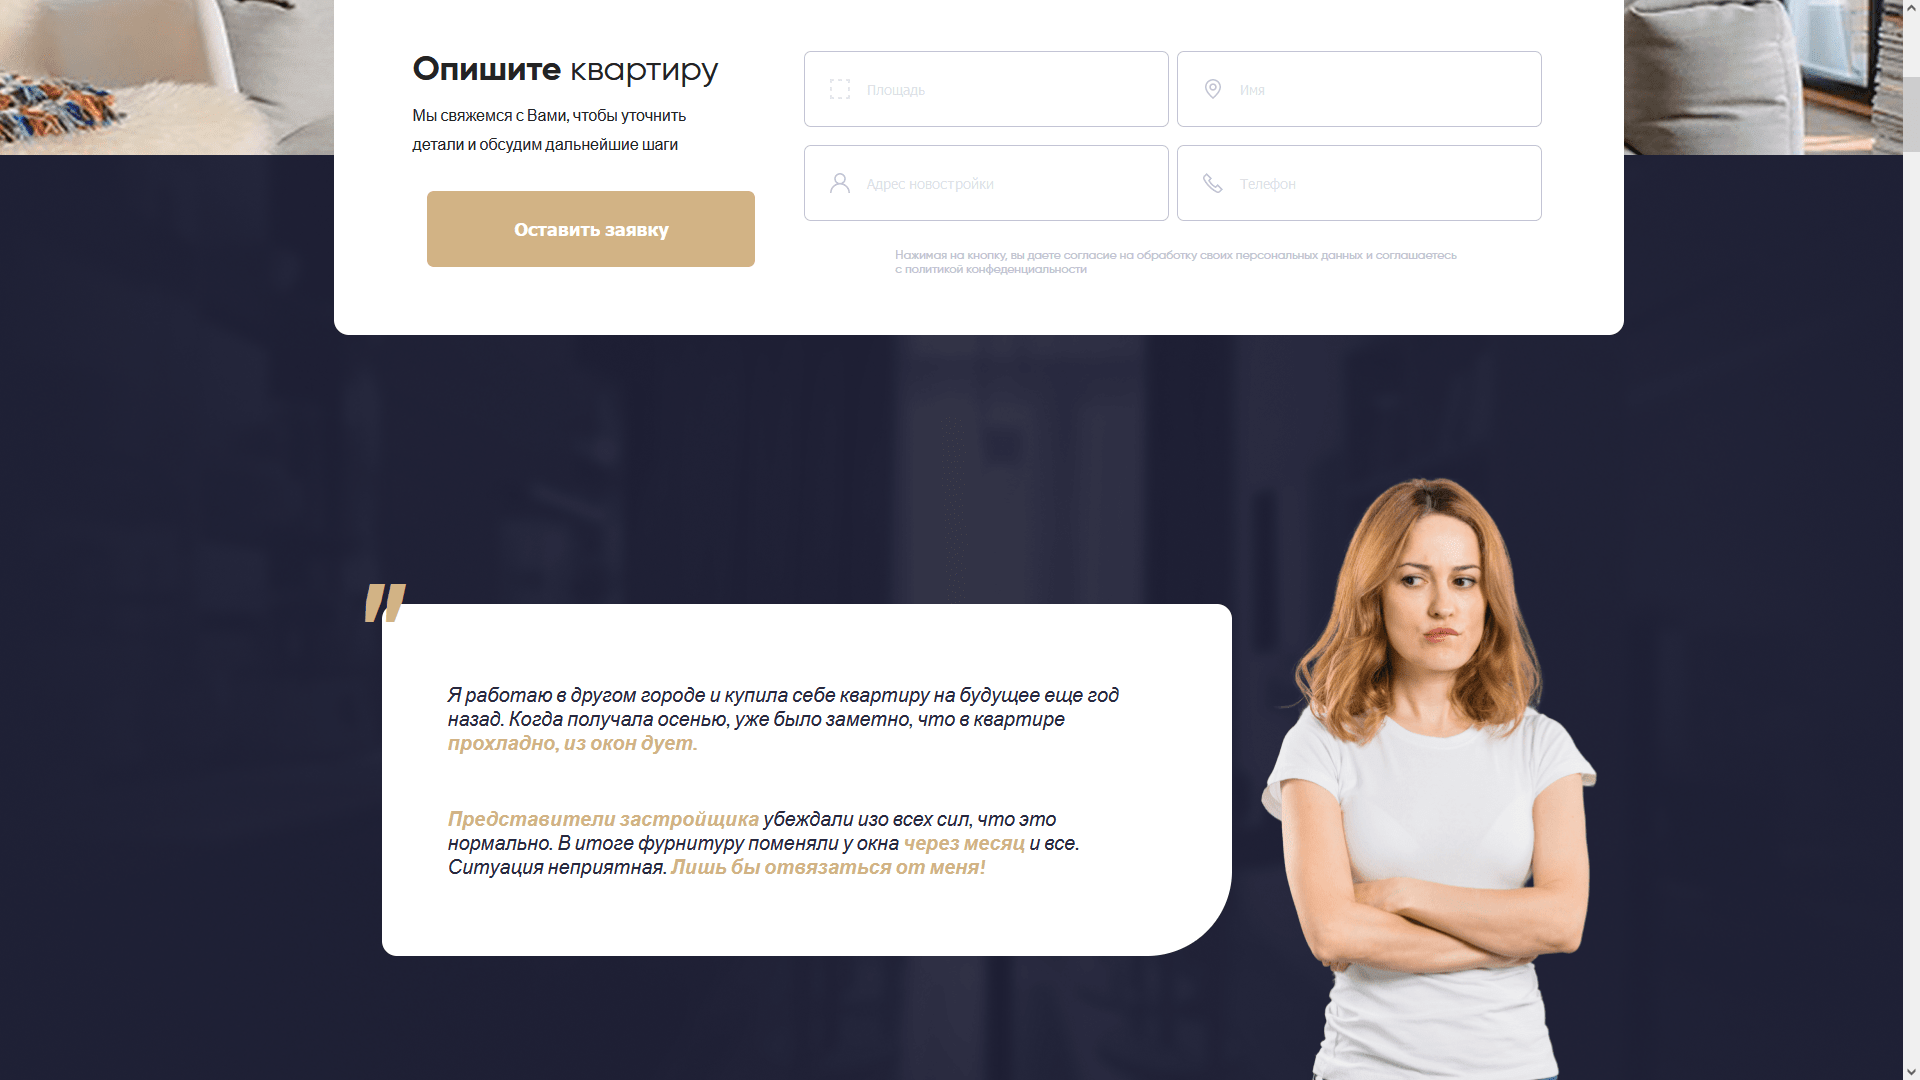 Опишите квартиру
Мы свяжемся с Вами, чтобы уточнить
детали и обсудим дальнейшие шаги
Оставить заявку
Площадь
Имя
Адрес новостройки
Телефон
Нажимая на кнопку, вы даете согласие на обработку своих персональных данных и соглашаетесь
с политикой конфеденциальности
"
Я работаю в другом городе и купила себе квартиру на будущее еще год
назад. Когда получала осенью, уже было заметно, что в квартире
прохладно, из окон дует.
Представители застройщика убеждали изо всех сил, что это
нормально. В итоге фурнитуру поменяли у окна через месяц и все.
Ситуация неприятная. Лишь бы отвязаться от меня!